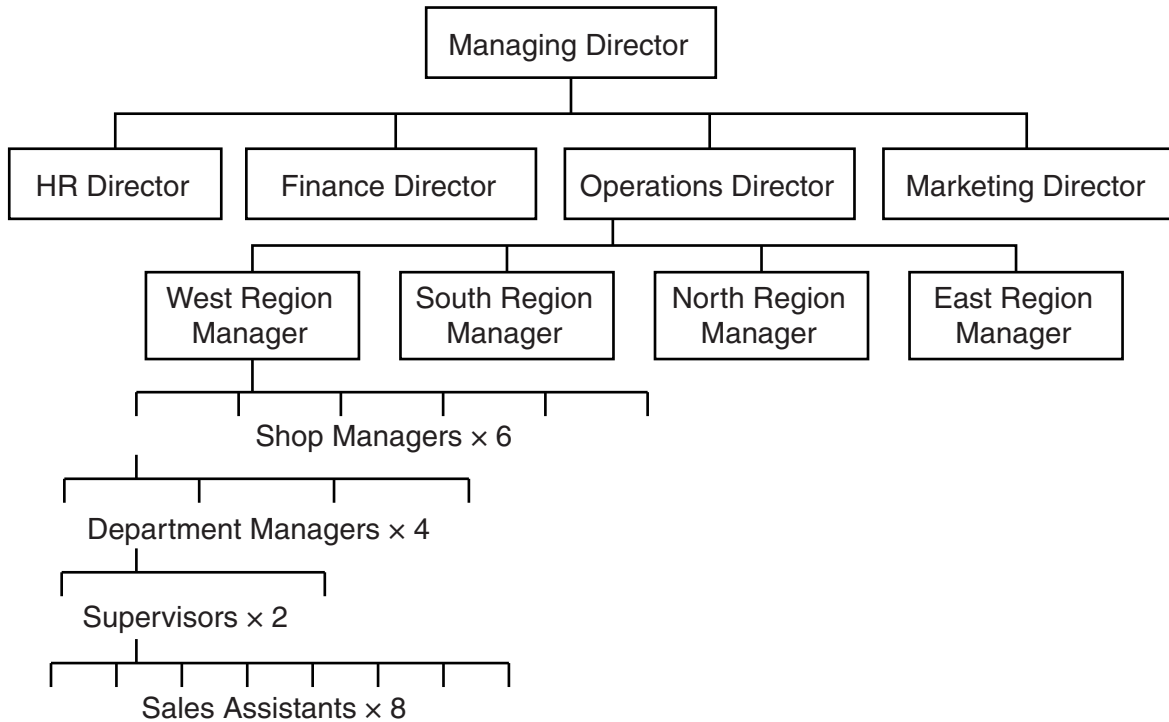 Managing Director
HR Director
Finance Director
Operations Director
Marketing Director
West Region
Manager
South Region
Manager
North Region
Manager
East Region
Manager
Shop Managers × 6
Department Managers × 4
Supervisors × 2
Sales Assistants × 8